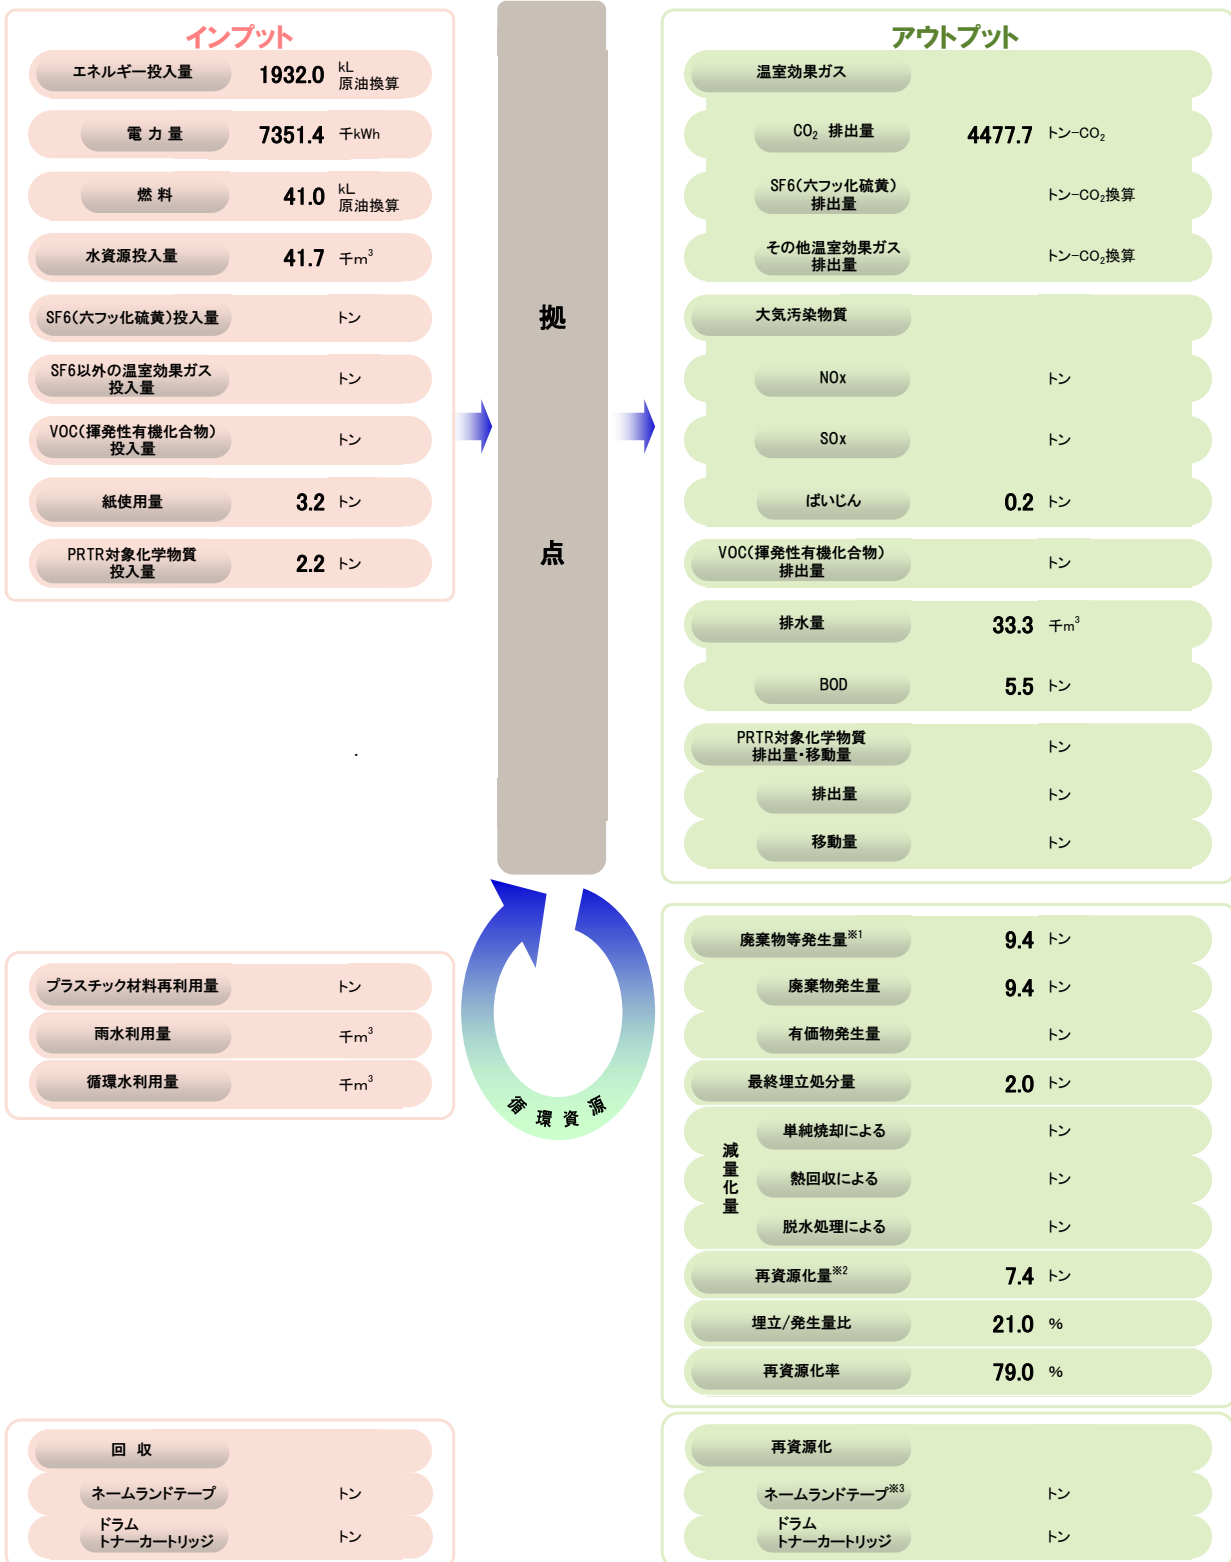 インプット
エネルギー投入量 1932.0 kL
原油換算
電力量 7351.4 千kWh
燃料 41.0 kL
原油換算
水資源投入量 41.7 千m³
SF6(六フッ化硫黄)投入量 トン
SF6以外の温室効果ガス
投入量 トン
VOC(揮発性有機化合物)
投入量 トン
紙使用量 3.2 トン
PRTR対象化学物質
投入量 2.2 トン
拠
点
アウトプット
温室効果ガス
CO₂ 排出量 4477.7 トン-CO₂
SF6(六フッ化硫黄)
排出量 トン-CO₂換算
その他温室効果ガス
排出量 トン-CO₂換算
大気汚染物質
NOx トン
SOx トン
ばいじん 0.2 トン
VOC(揮発性有機化合物)
排出量 トン
排水量 33.3 千m³
BOD 5.5 トン
PRTR対象化学物質
排出量・移動量 トン
排出量 トン
移動量 トン
プラスチック材料再利用量 トン
雨水利用量 千m³
循環水利用量 千m³
循環資源
廃棄物等発生量※1 9.4 トン
廃棄物発生量 9.4 トン
有価物発生量 トン
最終埋立処分量 2.0 トン
減量化量
単純焼却による トン
熱回収による トン
脱水処理による トン
再資源化量※2 7.4 トン
埋立/発生量比 21.0 %
再資源化率 79.0 %
回収
ネームランドテープ トン
ドラム
トナーカートリッジ トン
再資源化
ネームランドテープ※3 トン
ドラム
トナーカートリッジ トン